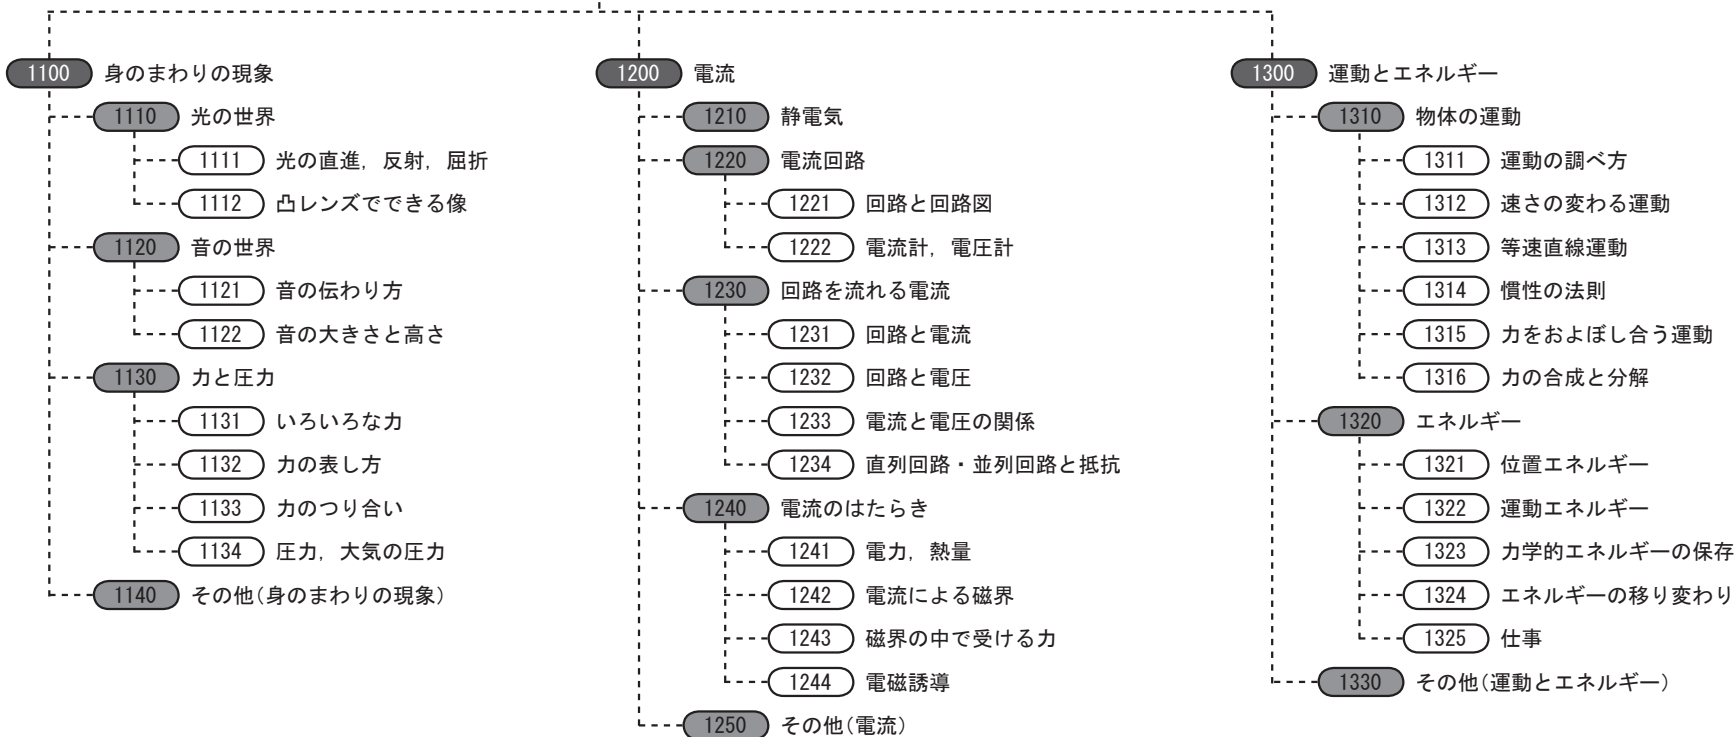 1100 身のまわりの現象
1110 光の世界
1111 光の直進，反射，屈折
1112 凸レンズでできる像
1120 音の世界
1121 音の伝わり方
1122 音の大きさと高さ
1130 力と圧力
1131 いろいろな力
1132 力の表し方
1133 力のつり合い
1134 圧力，大気の圧力
1140 その他(身のまわりの現象)
1200 電流
1210 静電気
1220 電流回路
1221 回路と回路図
1222 電流計，電圧計
1230 回路を流れる電流
1231 回路と電流
1232 回路と電圧
1233 電流と電圧の関係
1234 直列回路・並列回路と抵抗
1240 電流のはたらき
1241 電力，熱量
1242 電流による磁界
1243 磁界の中で受ける力
1244 電磁誘導
1250 その他(電流)
1300 運動とエネルギー
1310 物体の運動
1311 運動の調べ方
1312 速さの変わる運動
1313 等速直線運動
1314 慣性の法則
1315 力をおよぼし合う運動
1316 力の合成と分解
1320 エネルギー
1321 位置エネルギー
1322 運動エネルギー
1323 力学的エネルギーの保存
1324 エネルギーの移り変わり
1325 仕事
1330 その他(運動とエネルギー)